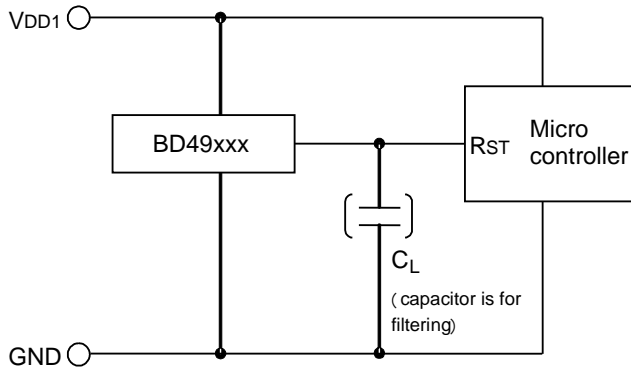 VDD1
BD49xxx
RST
Micro
controller
CL
(capacitor is for
filtering)
GND